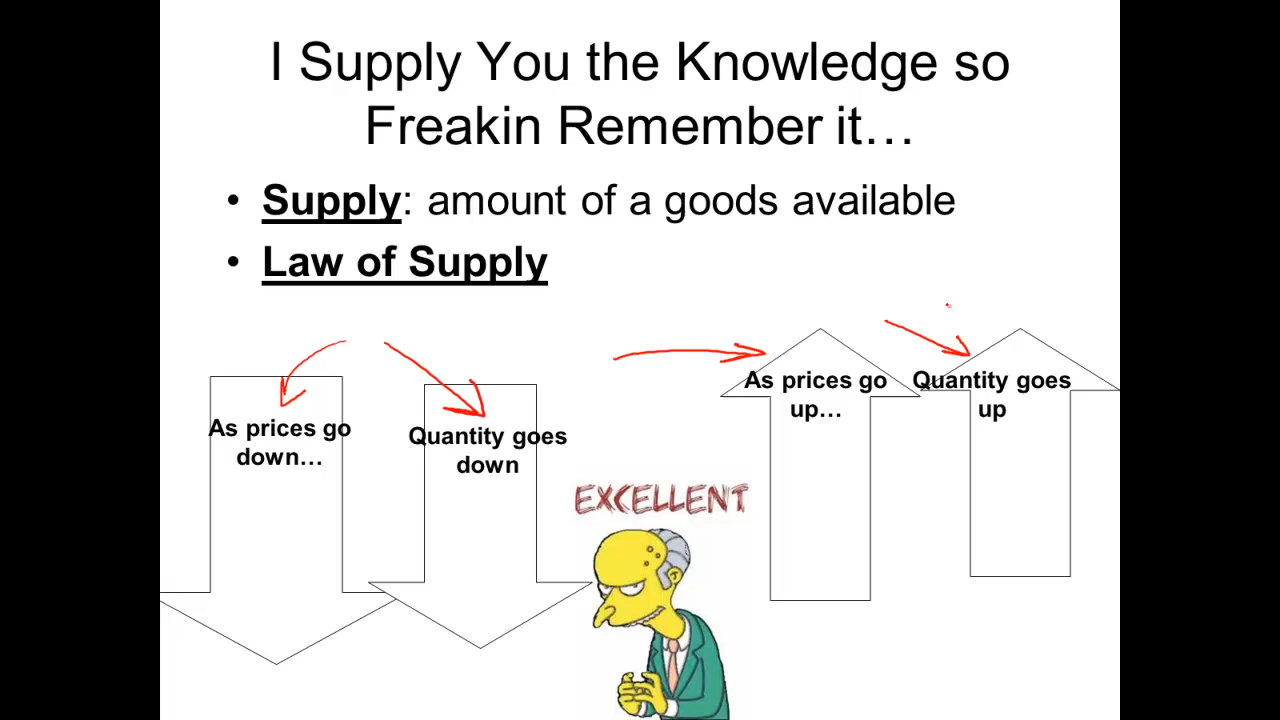 I Supply You the Knowledge so
Freakin Remember it…
• Supply: amount of a goods available
• Law of Supply
As prices go
down…
Quantity goes
down
As prices go
up…
Quantity goes
up
EXCELLENT